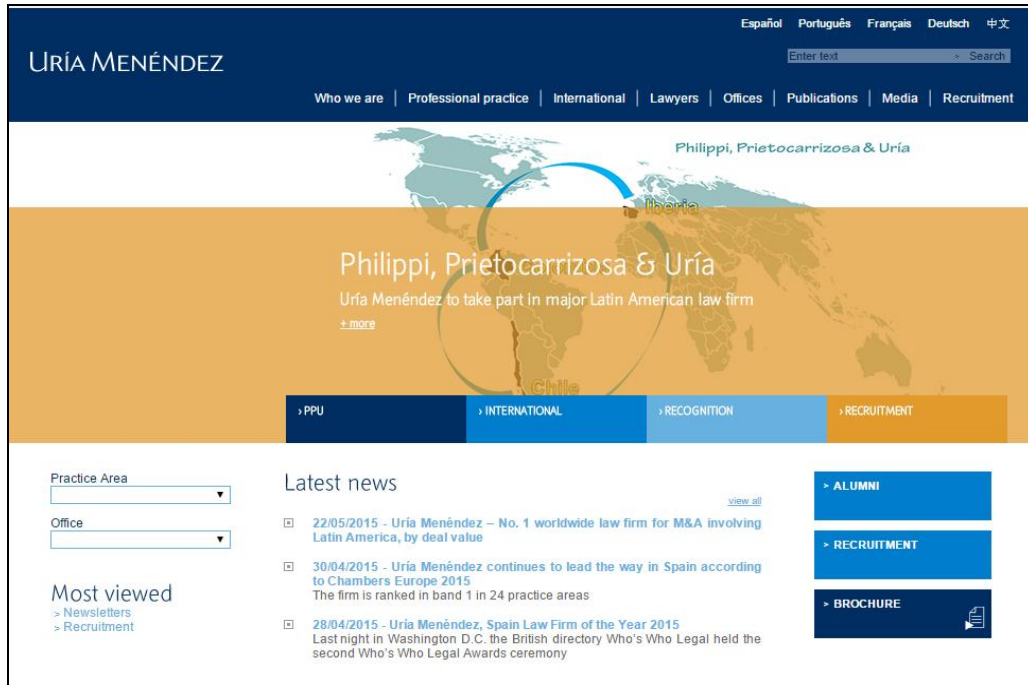 Español Português Français Deutsch 中文
URÍA MENÉNDEZ
Enter text > Search
Who we are | Professional practice | International | Lawyers | Offices | Publications | Media | Recruitment
Philippi, Prietocarrizosa & Uría
Iberia
Philippi, Prietocarrizosa & Uría
Uría Menéndez to take part in major Latin American law firm
+ more
Chile
› PPU › INTERNATIONAL › RECOGNITION › RECRUITMENT
Practice Area
Office
Most viewed
> Newsletters
> Recruitment
Latest news
view all
22/05/2015 - Uría Menéndez – No. 1 worldwide law firm for M&A involving
Latin America, by deal value
30/04/2015 - Uría Menéndez continues to lead the way in Spain according
to Chambers Europe 2015
The firm is ranked in band 1 in 24 practice areas
28/04/2015 - Uría Menéndez, Spain Law Firm of the Year 2015
Last night in Washington D.C. the British directory Who's Who Legal held the
second Who's Who Legal Awards ceremony
> ALUMNI
> RECRUITMENT
> BROCHURE